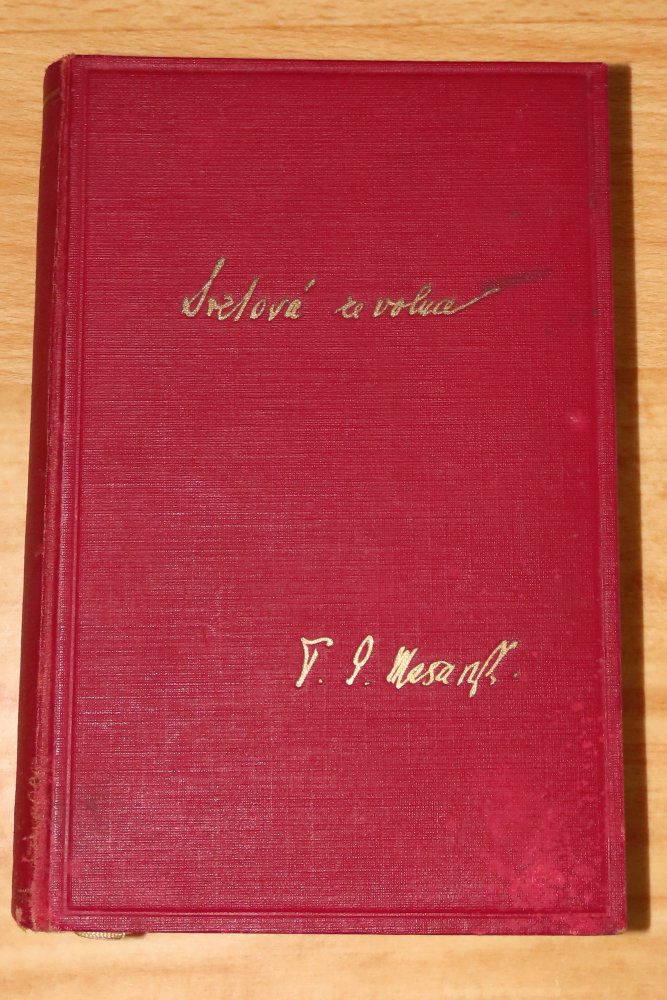 Světová revoluce
T. G. Masaryk.